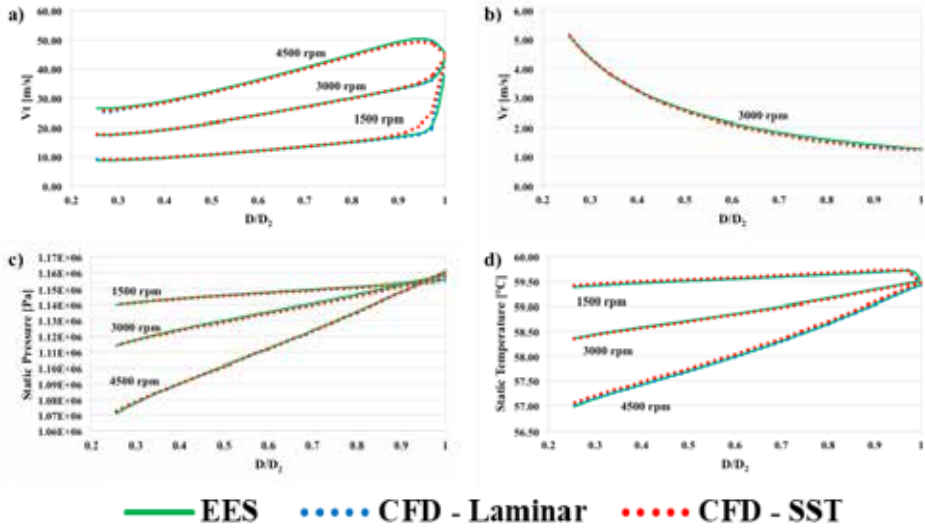 a)
Vt [m/s]
60.00
50.00
40.00
30.00
20.00
10.00
0.00
4500 rpm
3000 rpm
1500 rpm
0.2 0.3 0.4 0.5 0.6 0.7 0.8 0.9 1
D/D2
b)
Vr [m/s]
6.00
5.00
4.00
3.00
2.00
1.00
0.00
3000 rpm
0.2 0.3 0.4 0.5 0.6 0.7 0.8 0.9 1
D/D2
c)
Static Pressure [Pa]
1.17E+06
1.16E+06
1.15E+06
1.14E+06
1.13E+06
1.12E+06
1.11E+06
1.10E+06
1.09E+06
1.08E+06
1.07E+06
1.06E+06
1500 rpm
3000 rpm
4500 rpm
0.2 0.3 0.4 0.5 0.6 0.7 0.8 0.9 1
D/D2
d)
Static Temperature [°C]
60.00
59.50
59.00
58.50
58.00
57.50
57.00
56.50
1500 rpm
3000 rpm
4500 rpm
0.2 0.3 0.4 0.5 0.6 0.7 0.8 0.9 1
D/D2
EES CFD - Laminar CFD - SST